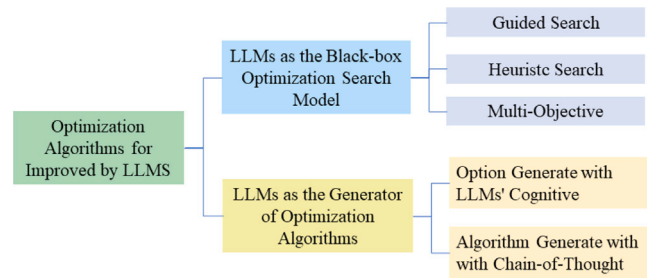 Optimization
Algorithms for
Improved by LLMS
LLMs as the Black-box
Optimization Search
Model
Guided Search
Heuristc Search
Multi-Objective
LLMs as the Generator
of Optimization
Algorithms
Option Generate with
LLMs' Cognitive
Algorithm Generate with
with Chain-of-Thought